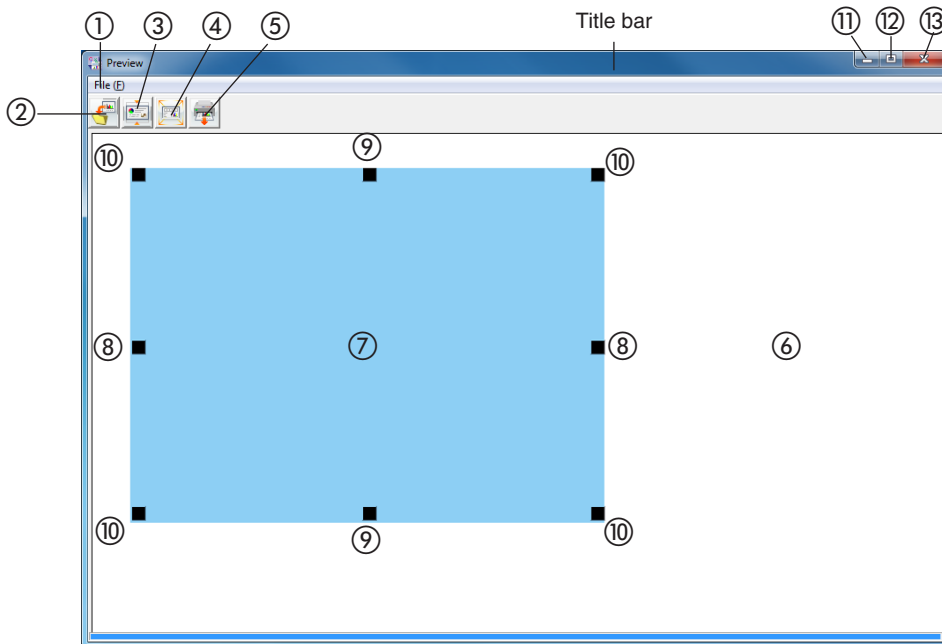 ① ③ ④ ⑤ Title bar ⑪ ⑫ ⑬
Preview
File (F)
②
⑩ ⑨ ⑩
⑧ ⑦ ⑧ ⑥
⑩ ⑨ ⑩